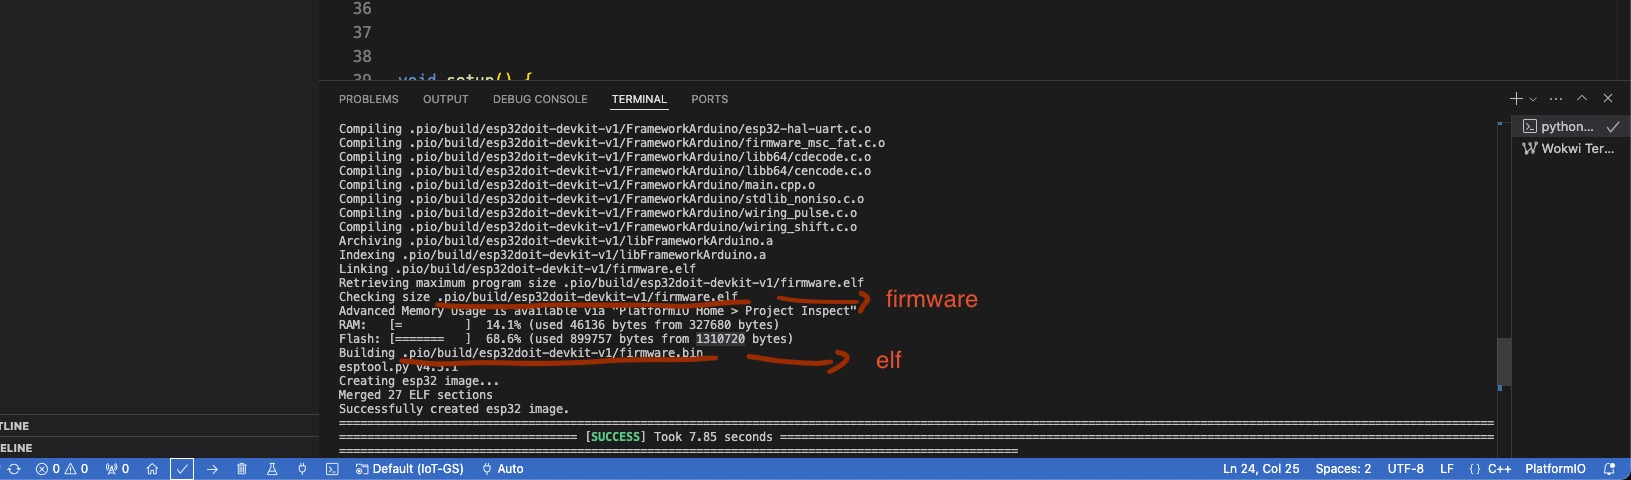 36
37
38
39 void setup() {
PROBLEMS OUTPUT DEBUG CONSOLE TERMINAL PORTS
python...
Wokwi Ter...
Compiling .pio/build/esp32doit-devkit-v1/FrameworkArduino/esp32-hal-uart.c.o
Compiling .pio/build/esp32doit-devkit-v1/FrameworkArduino/firmware_msc_fat.c.o
Compiling .pio/build/esp32doit-devkit-v1/FrameworkArduino/libb64/cdecode.c.o
Compiling .pio/build/esp32doit-devkit-v1/FrameworkArduino/libb64/cencode.c.o
Compiling .pio/build/esp32doit-devkit-v1/FrameworkArduino/main.cpp.o
Compiling .pio/build/esp32doit-devkit-v1/FrameworkArduino/stdlib_noniso.c.o
Compiling .pio/build/esp32doit-devkit-v1/FrameworkArduino/wiring_pulse.c.o
Compiling .pio/build/esp32doit-devkit-v1/FrameworkArduino/wiring_shift.c.o
Archiving .pio/build/esp32doit-devkit-v1/libFrameworkArduino.a
Indexing .pio/build/esp32doit-devkit-v1/libFrameworkArduino.a
Linking .pio/build/esp32doit-devkit-v1/firmware.elf
Retrieving maximum program size .pio/build/esp32doit-devkit-v1/firmware.elf
Checking size .pio/build/esp32doit-devkit-v1/firmware.elf
firmware
Advanced Memory Usage is available via "PlatformIO Home > Project Inspect"
RAM: [= ] 14.1% (used 46136 bytes from 327680 bytes)
Flash: [======= ] 68.6% (used 899757 bytes from 1310720 bytes)
Building .pio/build/esp32doit-devkit-v1/firmware.bin
elf
esptool.py v4.5.1
Creating esp32 image...
Merged 27 ELF sections
Successfully created esp32 image.
[SUCCESS] Took 7.85 seconds
TLINE
ELINE
0 0 0 Default (IoT-GS) Auto Ln 24, Col 25 Spaces: 2 UTF-8 LF {} C++ PlatformIO